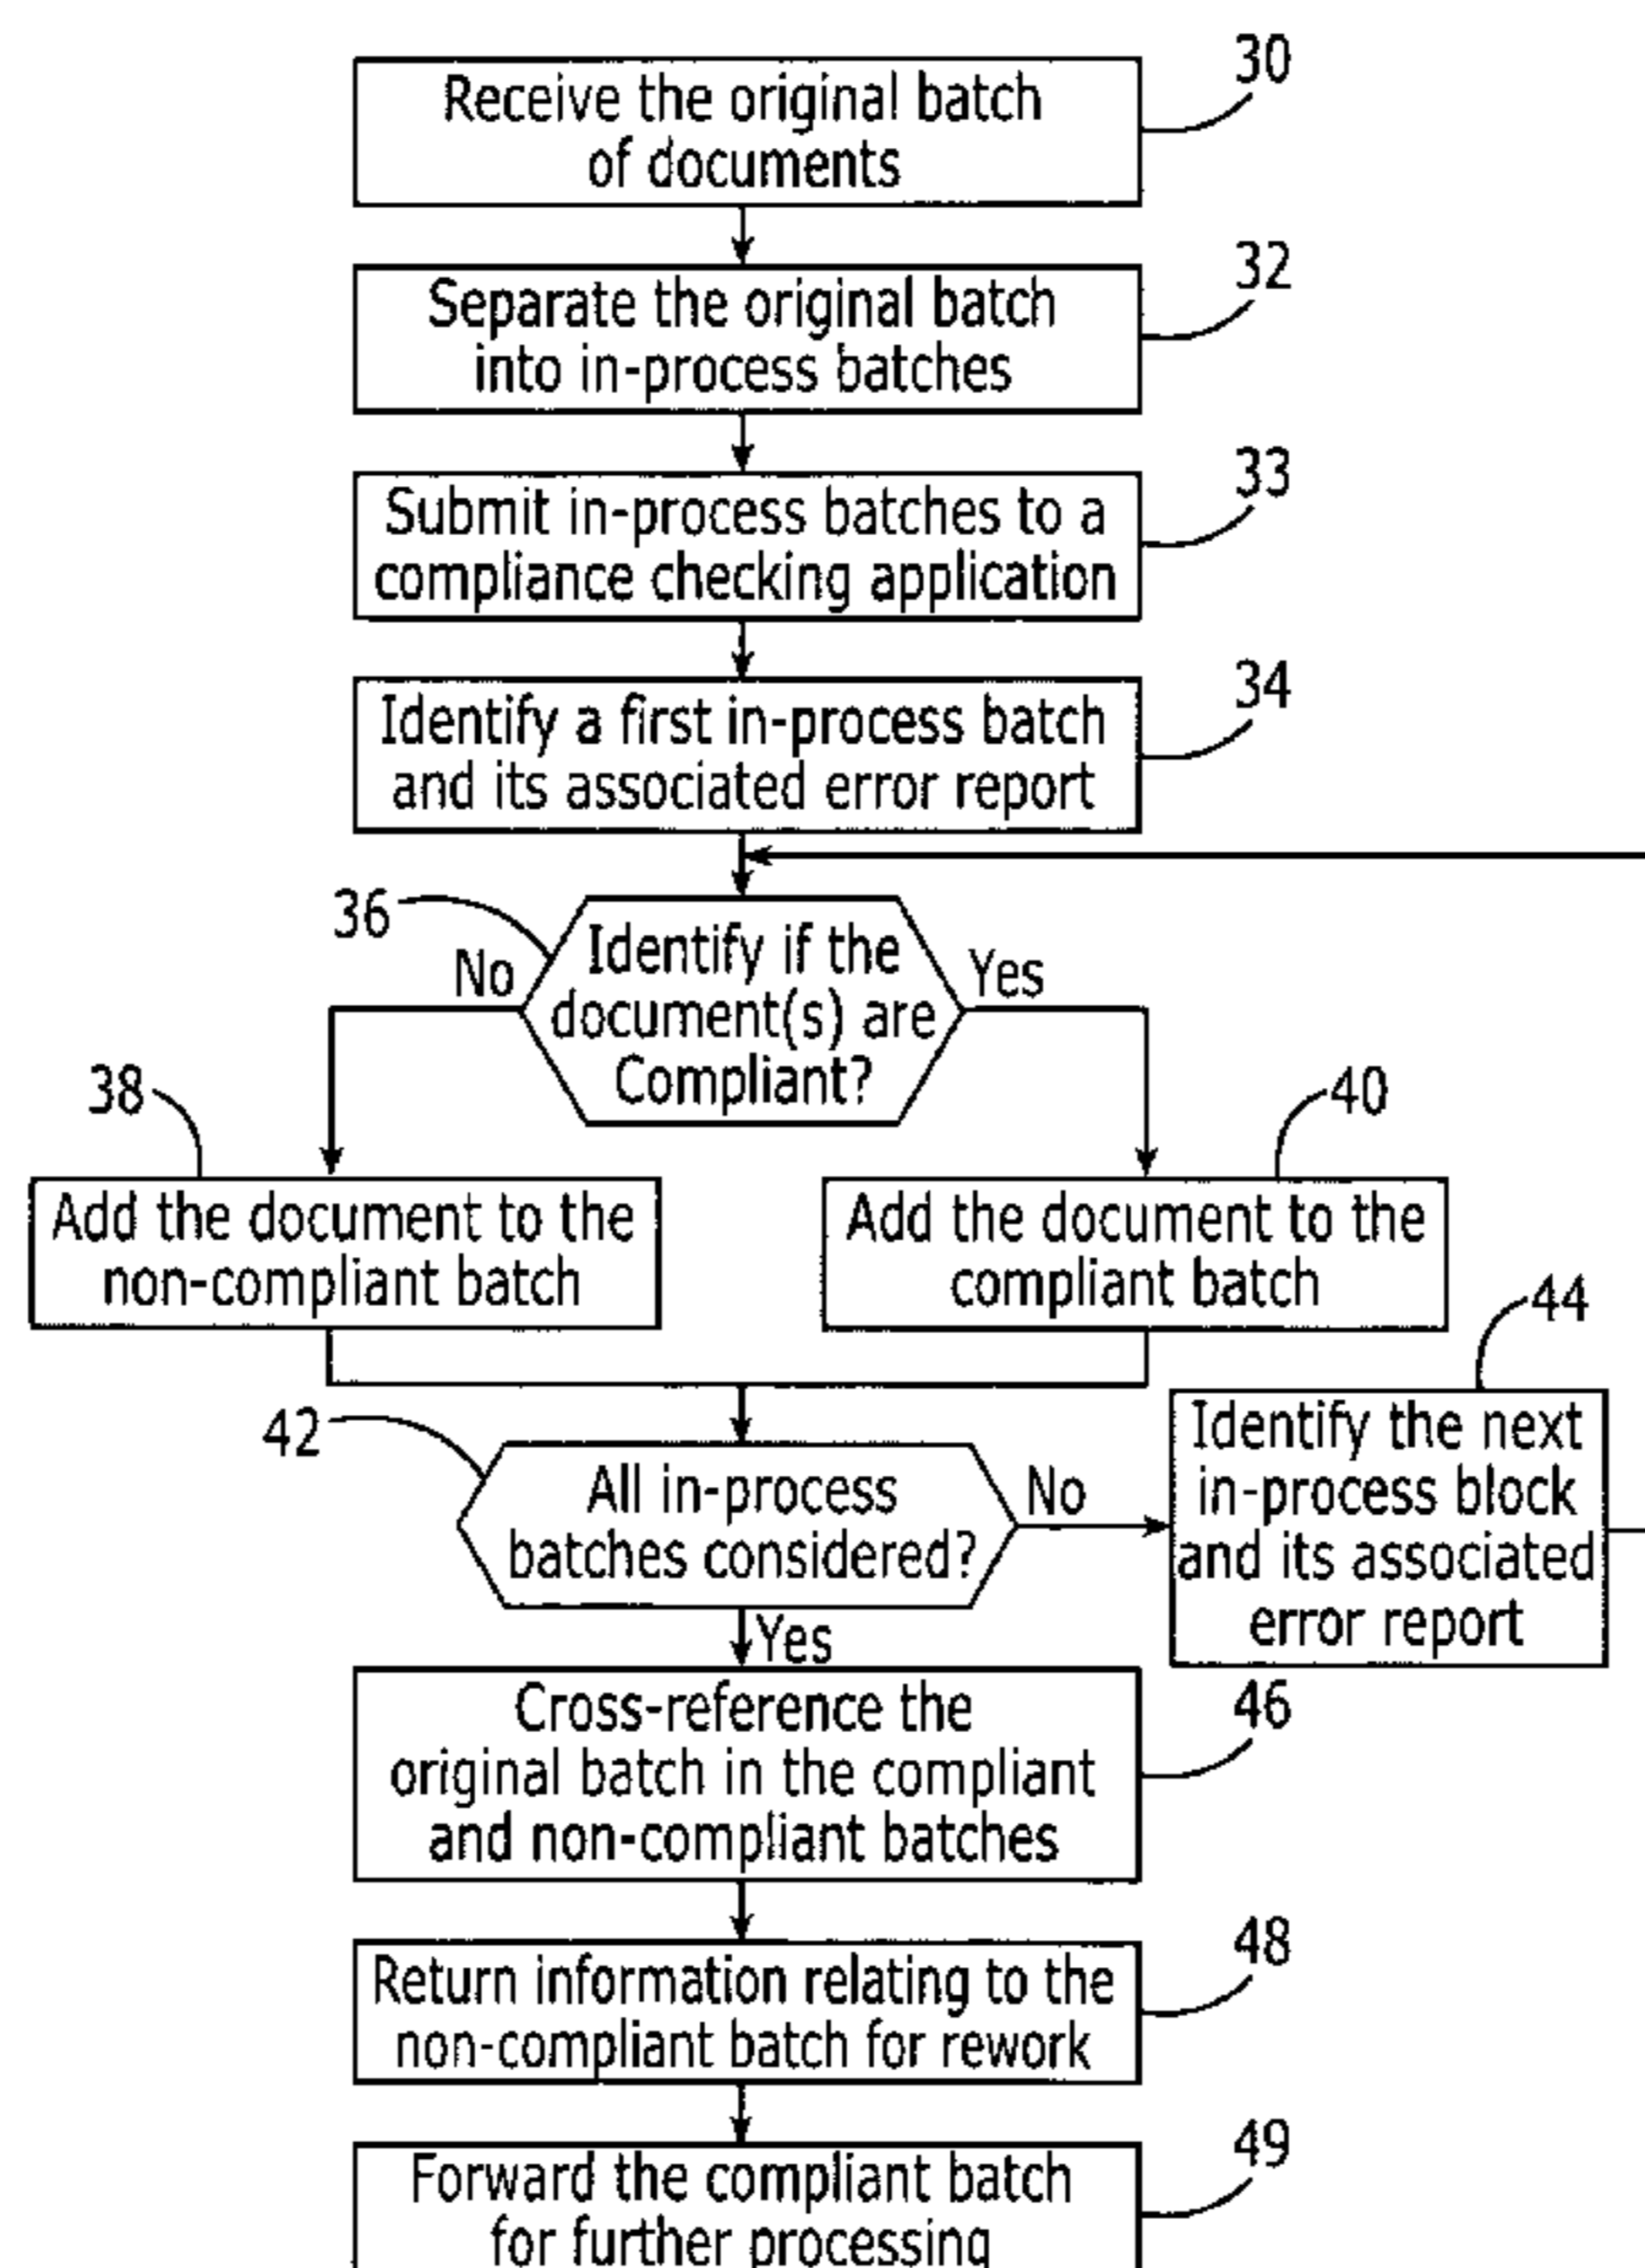 30
Receive the original batch
of documents
32
Separate the original batch
into in-process batches
33
Submit in-process batches to a
compliance checking application
34
Identify a first in-process batch
and its associated error report
36
No
Identify if the
document(s) are
Compliant?
Yes
38
Add the document to the
non-compliant batch
40
Add the document to the
compliant batch
42
All in-process
batches considered?
No
44
Identify the next
in-process block
and its associated
error report
Yes
46
Cross-reference the
original batch in the compliant
and non-compliant batches
48
Return information relating to the
non-compliant batch for rework
49
Forward the compliant batch
for further processing